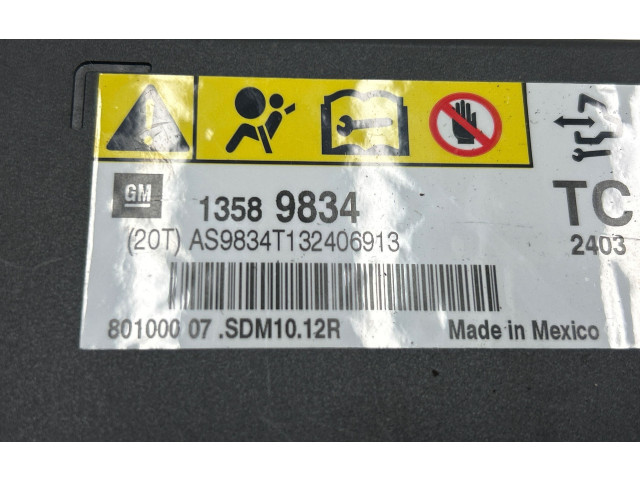 GM 1358 9834 TC
(20T) AS9834T132406913 2403
801000 07 .SDM10.12R Made in Mexico